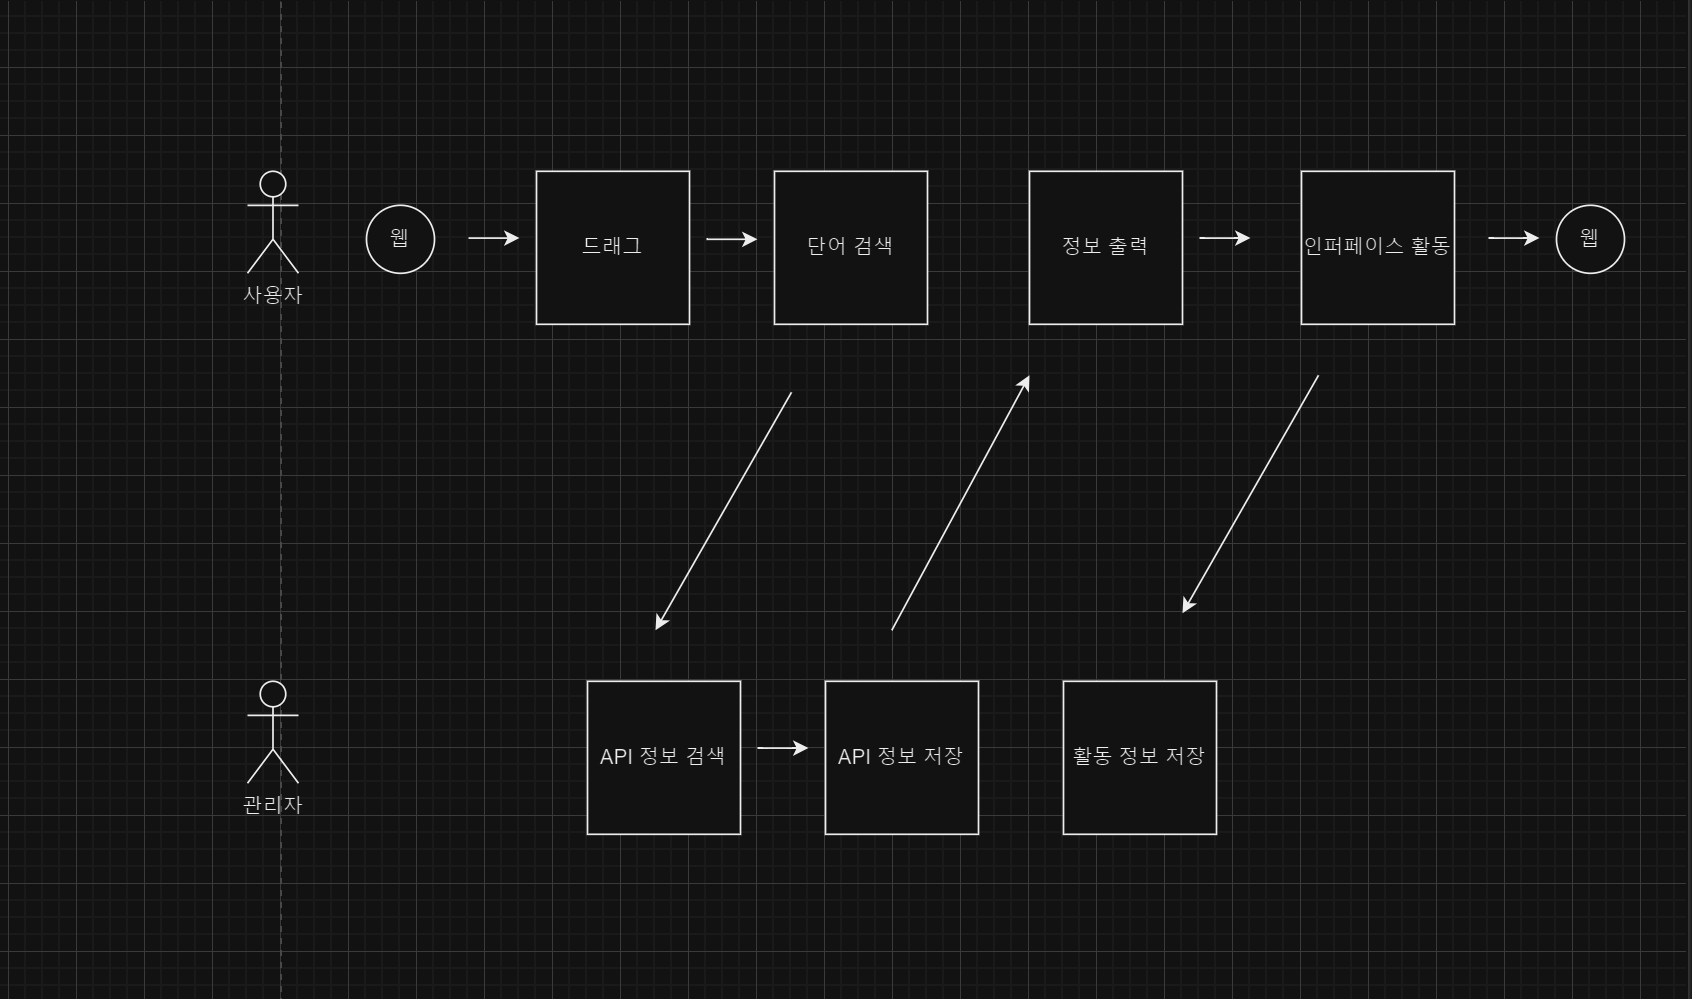 웹
드래그
단어 검색
정보 출력
인퍼페이스 활동
웹
사용자
API 정보 검색
API 정보 저장
활동 정보 저장
관리자